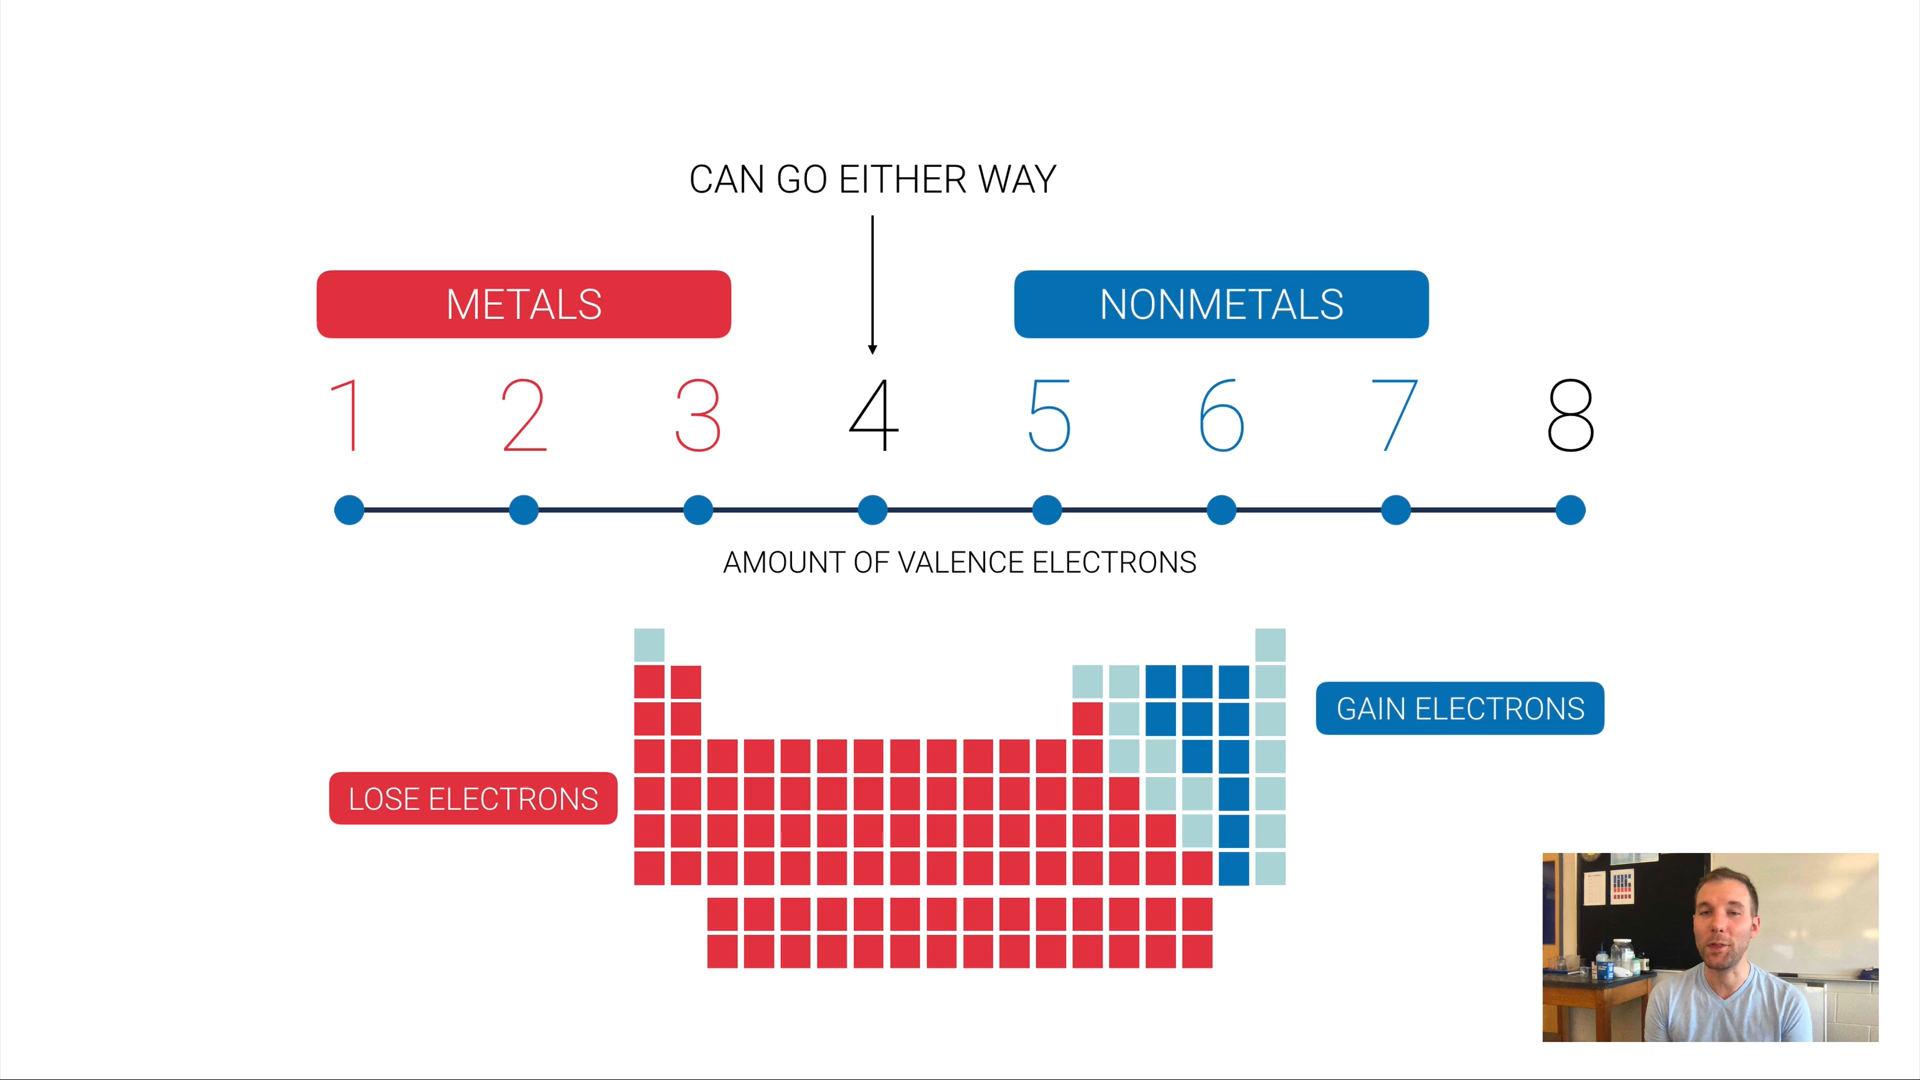 CAN GO EITHER WAY
METALS
NONMETALS
1 2 3 4 5 6 7 8
AMOUNT OF VALENCE ELECTRONS
GAIN ELECTRONS
LOSE ELECTRONS